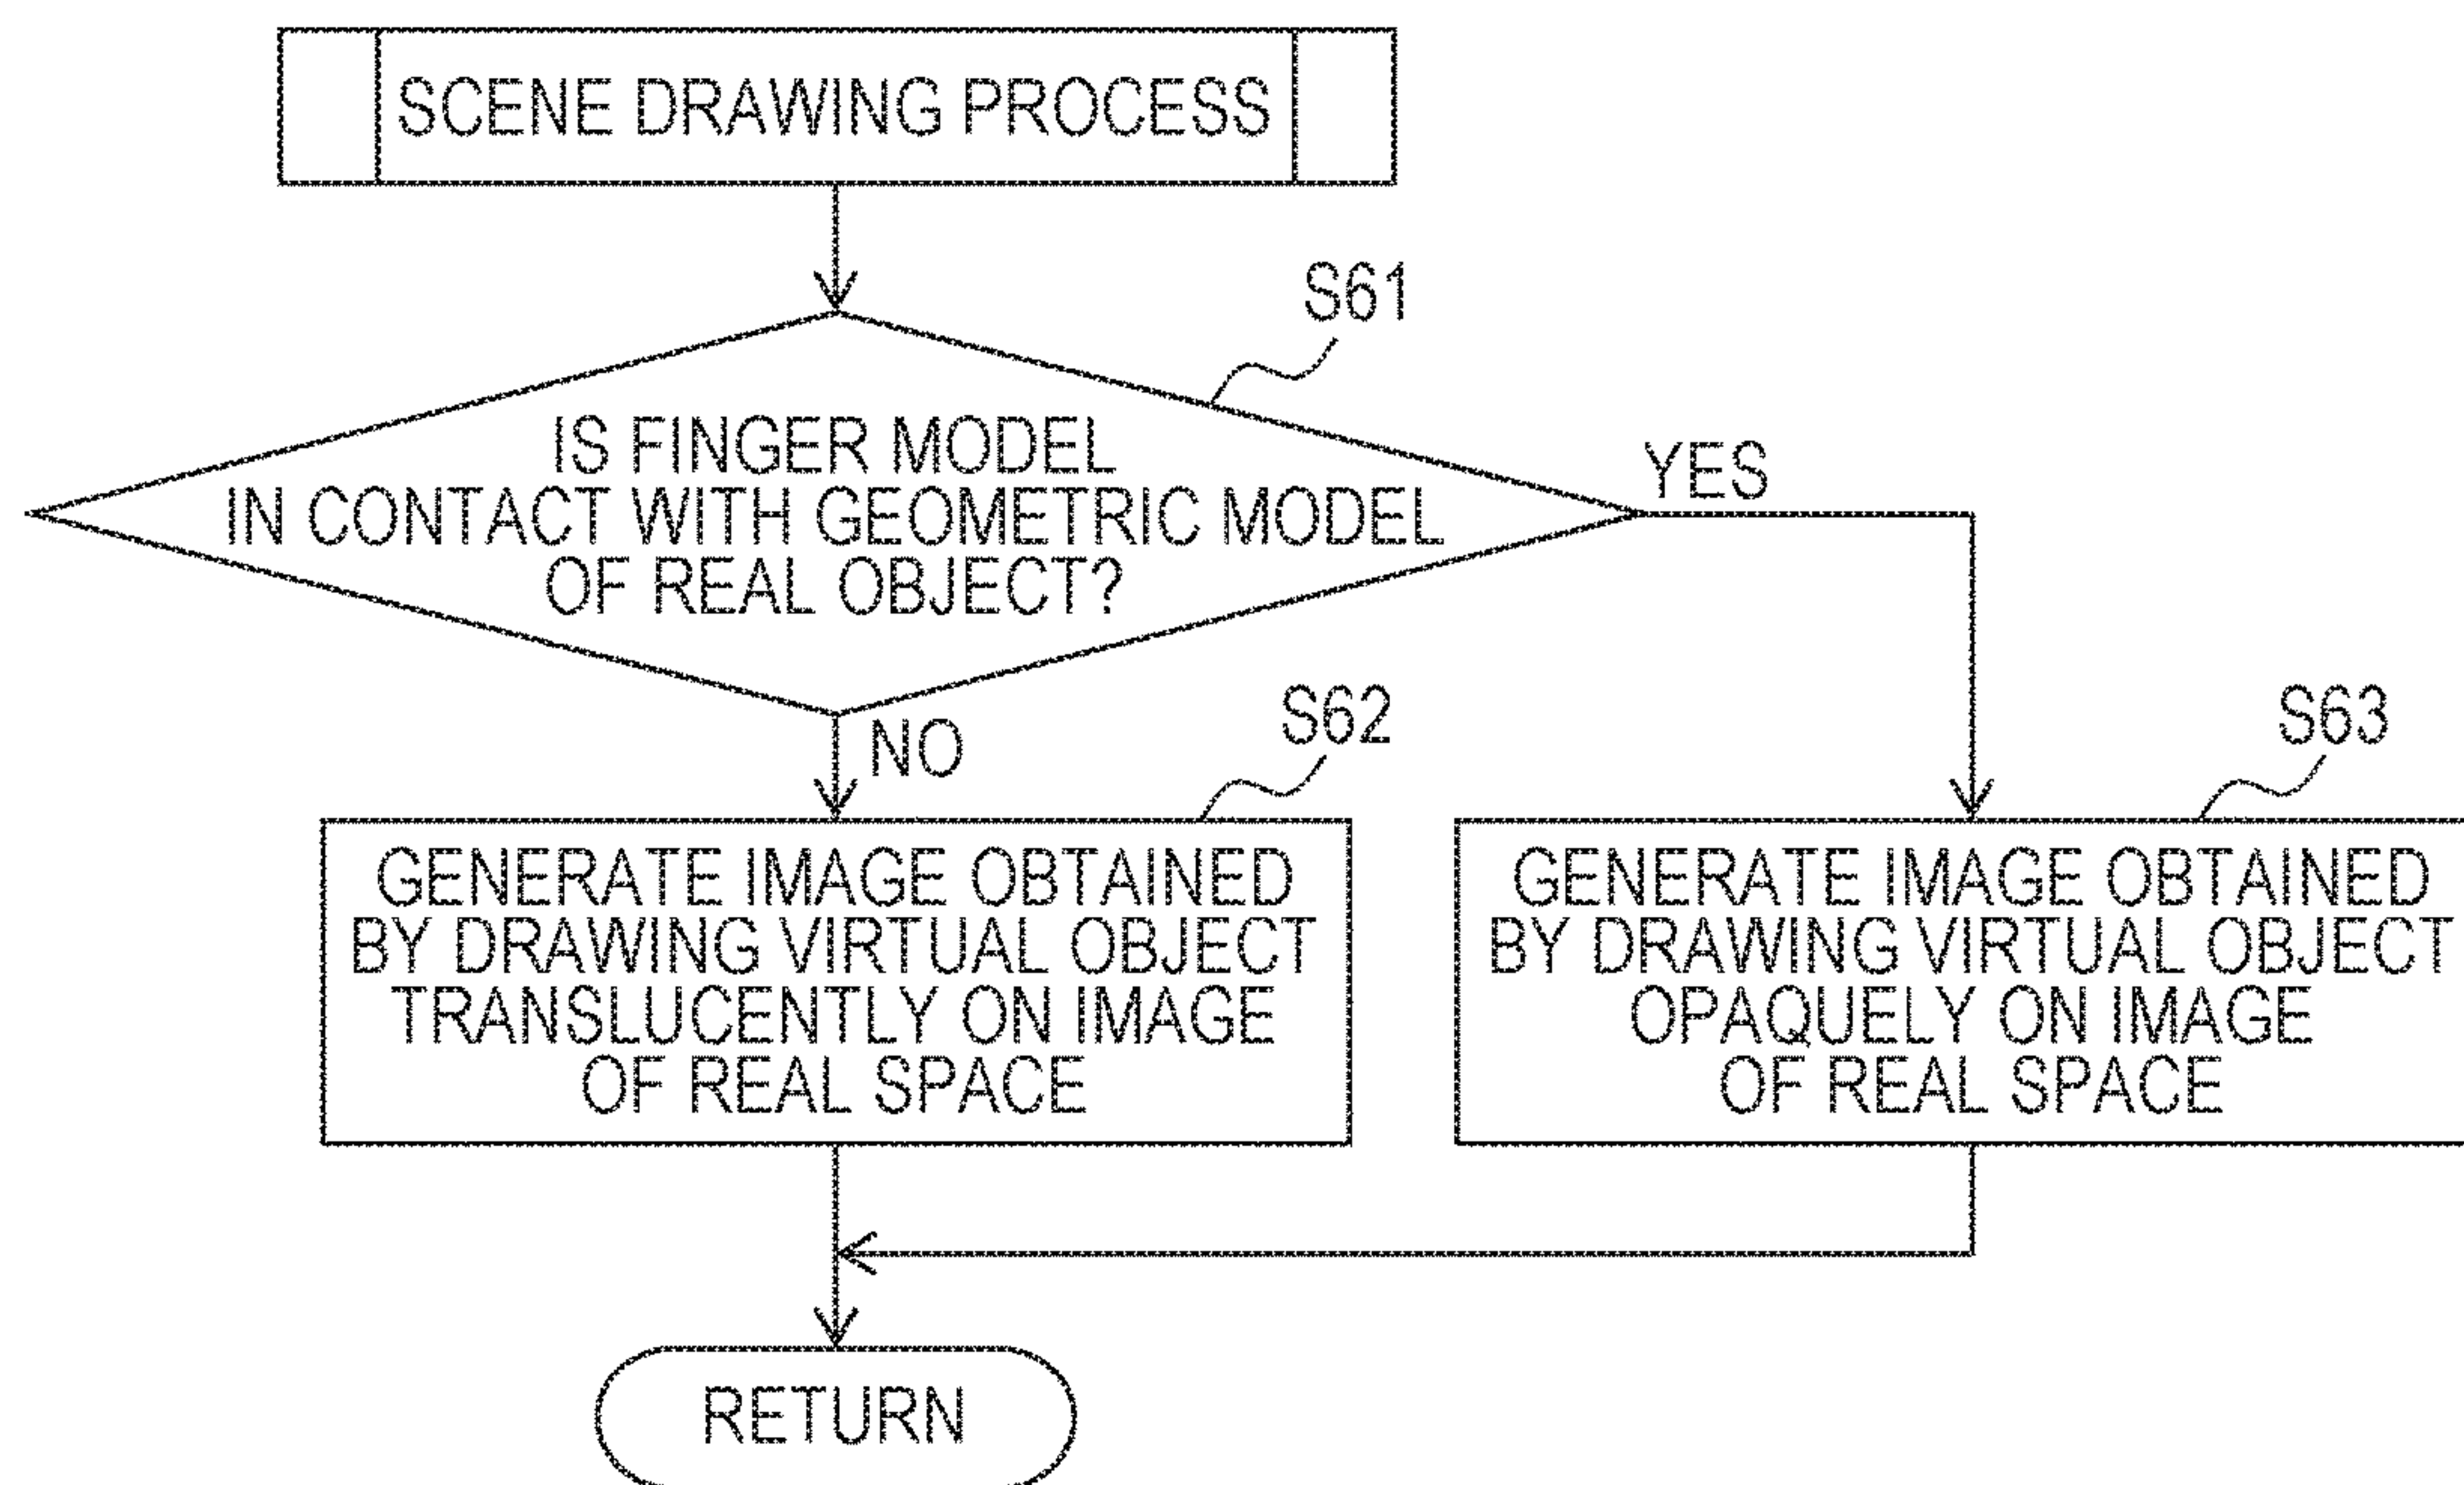 SCENE DRAWING PROCESS
S61
IS FINGER MODEL
IN CONTACT WITH GEOMETRIC MODEL
OF REAL OBJECT?
YES
NO
S62
GENERATE IMAGE OBTAINED
BY DRAWING VIRTUAL OBJECT
TRANSLUCENTLY ON IMAGE
OF REAL SPACE
S63
GENERATE IMAGE OBTAINED
BY DRAWING VIRTUAL OBJECT
OPAQUELY ON IMAGE
OF REAL SPACE
RETURN